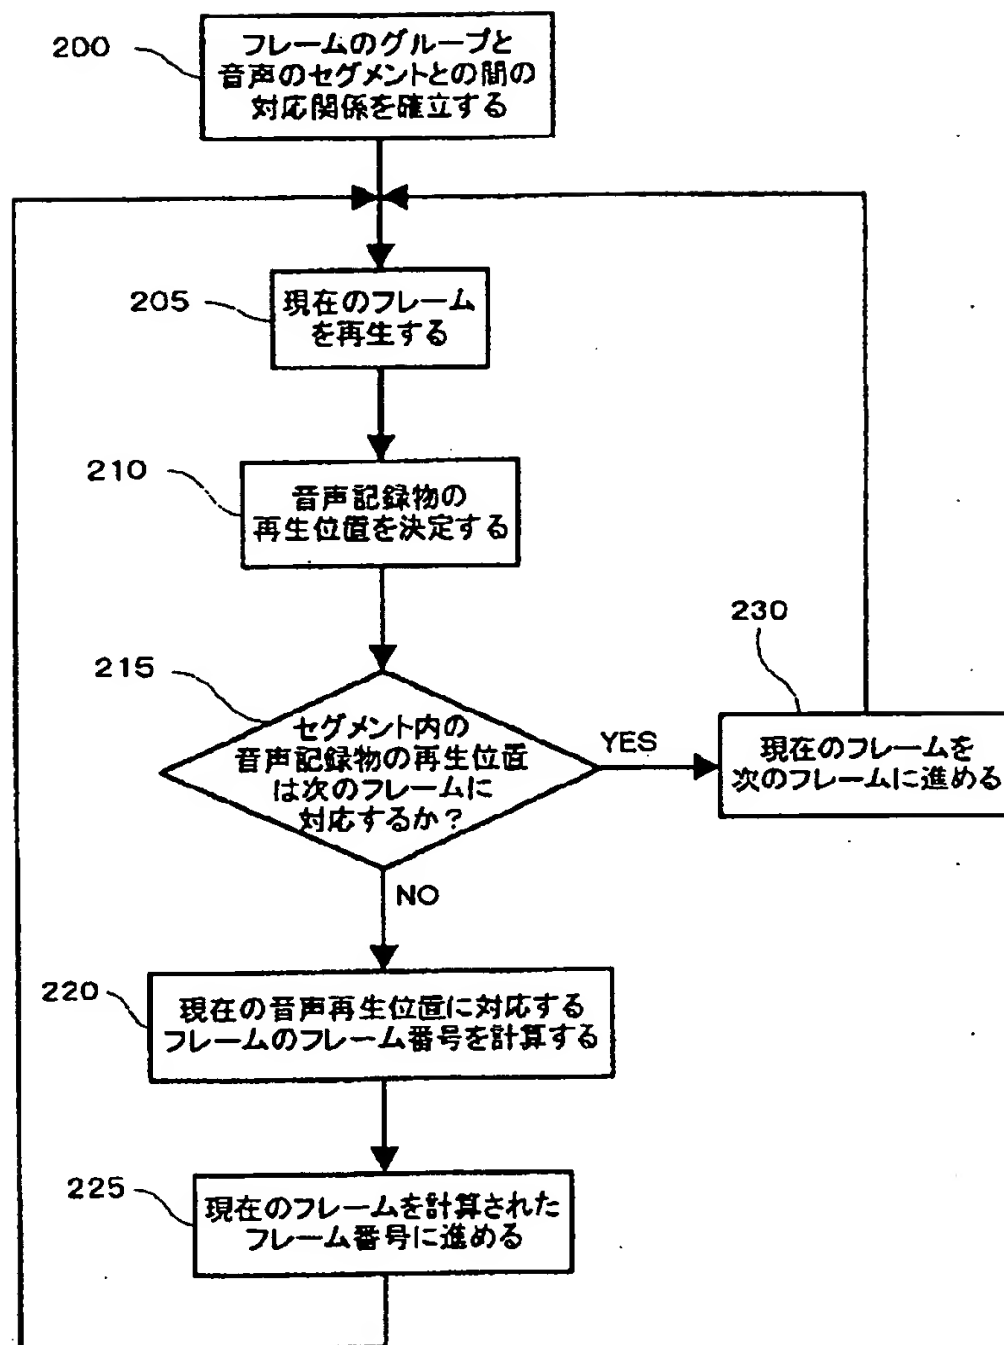 200
フレームのグループと
音声のセグメントとの間の
対応関係を確立する
205
現在のフレーム
を再生する
210
音声記録物の
再生位置を決定する
215
セグメント内の
音声記録物の再生位置
は次のフレームに
対応するか？
YES
230
現在のフレームを
次のフレームに進める
NO
220
現在の音声再生位置に対応する
フレームのフレーム番号を計算する
225
現在のフレームを計算された
フレーム番号に進める